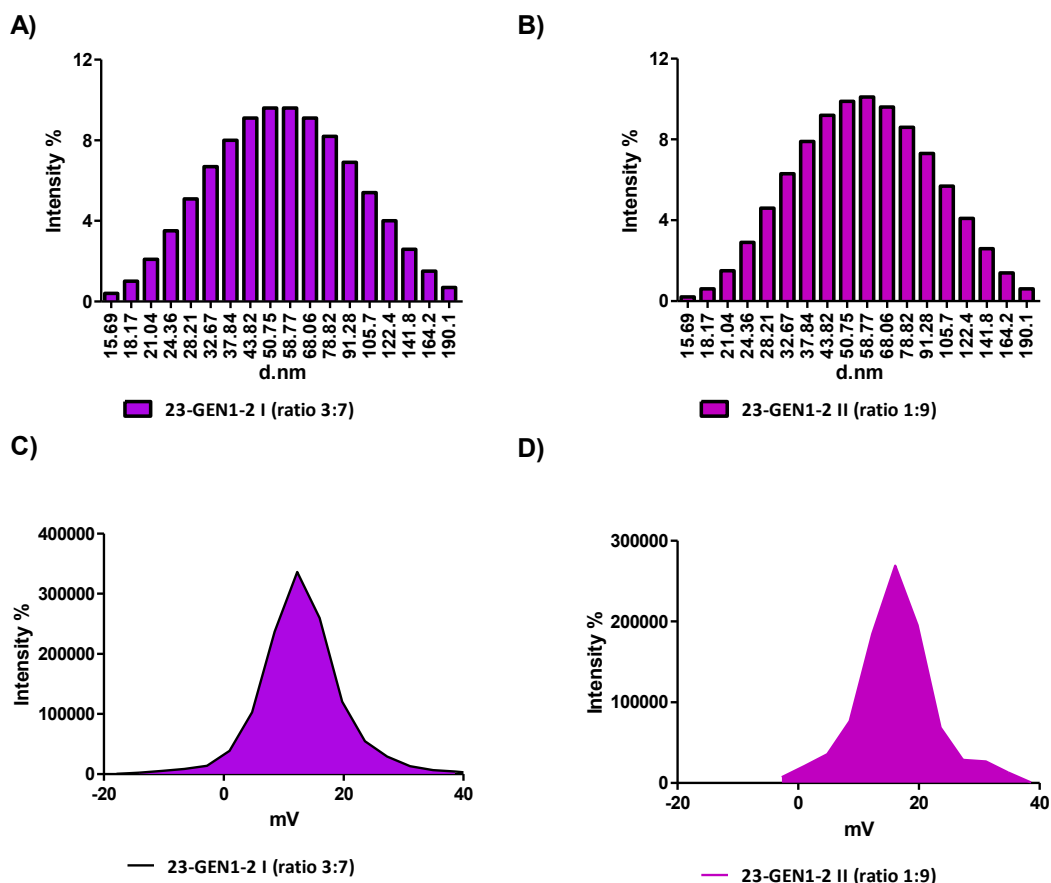 A)
12
8
4
0
Intensity %
15.69
18.17
21.04
24.36
28.21
32.67
37.84
43.82
50.75
58.77
68.06
78.82
91.28
105.7
122.4
141.8
164.2
190.1
d.nm
23-GEN1-2 I (ratio 3:7)
B)
12
8
4
0
Intensity %
15.69
18.17
21.04
24.36
28.21
32.67
37.84
43.82
50.75
58.77
68.06
78.82
91.28
105.7
122.4
141.8
164.2
190.1
d.nm
23-GEN1-2 II (ratio 1:9)
C)
400000
300000
200000
100000
0
Intensity %
-20 0 20 40
mV
23-GEN1-2 I (ratio 3:7)
D)
300000
200000
100000
0
Intensity %
-20 0 20 40
mV
23-GEN1-2 II (ratio 1:9)